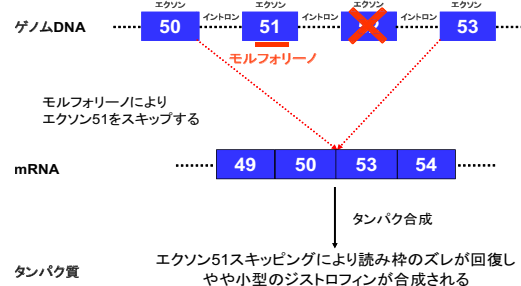 エクソン エクソン エクソン エクソン
ゲノムDNA 50 イントロン 51 イントロン イントロン 53
モルフォリーノ
モルフォリーノにより
エクソン51をスキップする
mRNA 49 50 53 54
タンパク合成
エクソン51スキッピングにより読み枠のズレが回復し
タンパク質 やや小型のジストロフィンが合成される